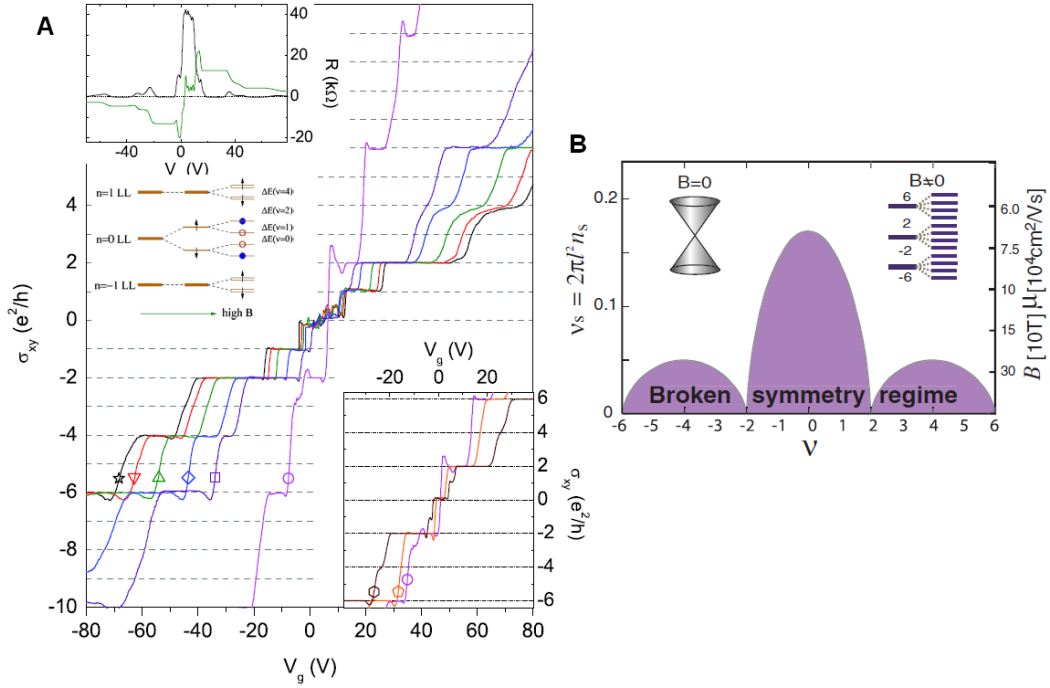 A
40
20
0
-20
R (kΩ)
-40
0
40
V (V)
n=1 LL
n=0 LL
n=-1 LL
ΔE(ν=4)
ΔE(ν=2)
ΔE(ν=1)
ΔE(ν=0)
high B
σxy (e²/h)
4
2
0
-2
-4
-6
-8
-10
-80
-60
-40
-20
0
20
40
60
80
Vg (V)
Vg (V)
-20
0
20
6
4
2
0
-2
-4
-6
σxy (e²/h)
B
B=0
B≠0
6
2
-2
-6
νs = 2πl² nS
0.2
0.1
0
6.0
7.5
10
15
30
B [10T] µ [10⁴cm²/Vs]
Broken symmetry regime
-6 -5 -4 -3 -2 -1 0 1 2 3 4 5 6
ν